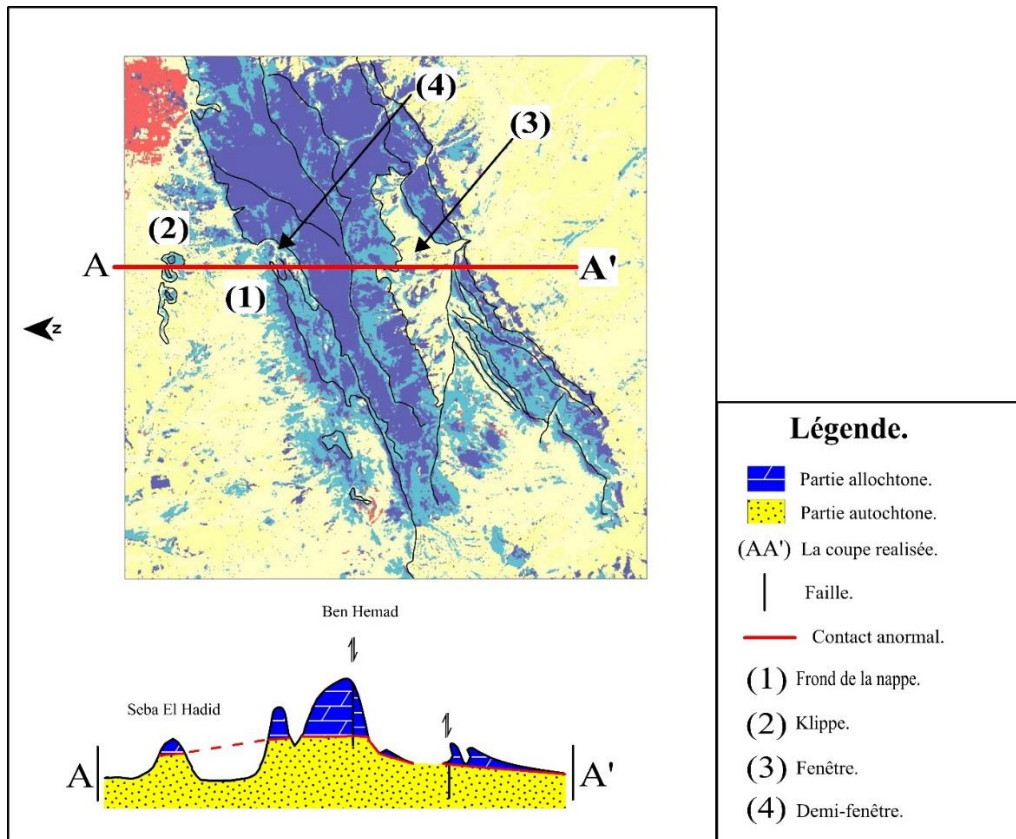 (4)
(3)
(2)
A A'
(1)
z
Ben Hemad
Seba El Hadid
A A'
Légende.
Partie allochtone.
Partie autochtone.
(AA') La coupe realisée.
Faille.
Contact anormal.
(1) Frond de la nappe.
(2) Klippe.
(3) Fenêtre.
(4) Demi-fenêtre.